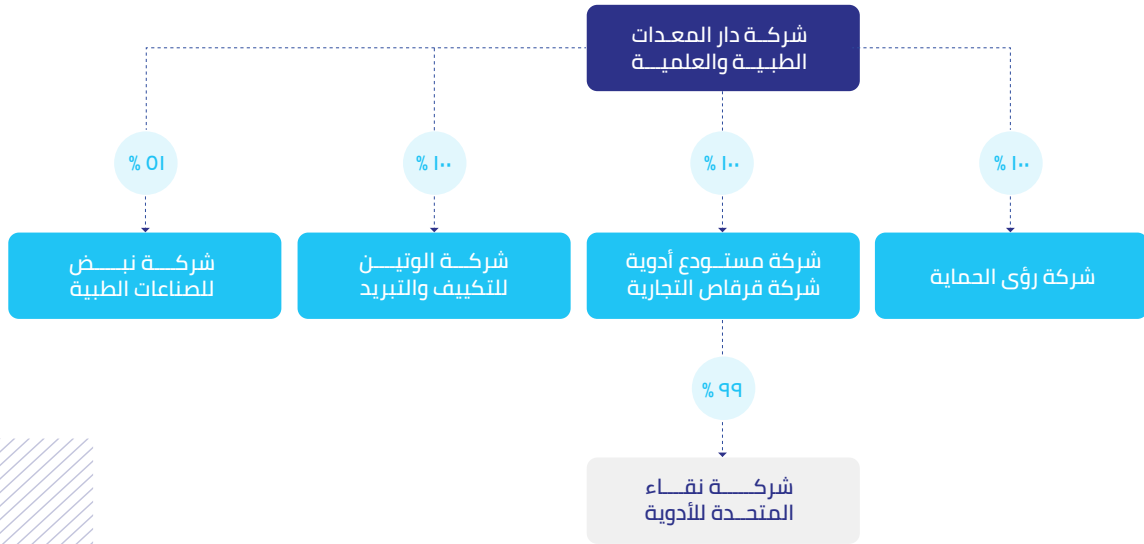 شركة دار المعدات
الطبية والعلمية
١٠٠ %
١٠٠ %
١٠٠ %
٥١ %
شركة رؤى الحماية
شركة مستودع أدوية
شركة قرقاص التجارية
شركة الوتين
للتكييف والتبريد
شركة نبض
للصناعات الطبية
٩٩ %
شركة نقاء
المتحدة للأدوية